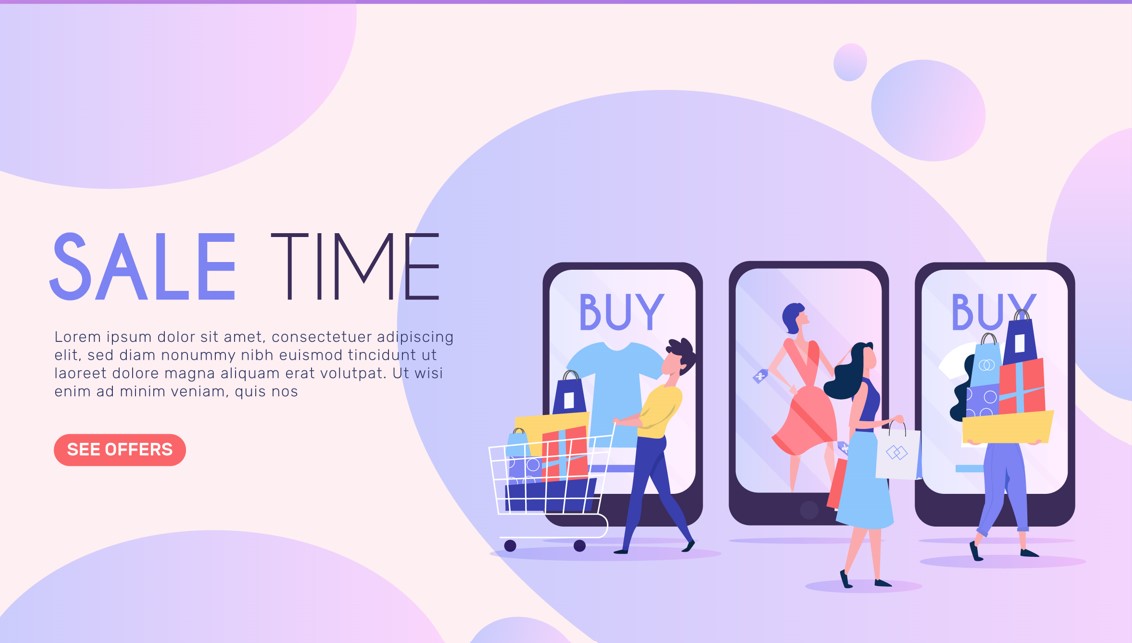 SALE TIME
Lorem ipsum dolor sit amet, consectetuer adipiscing
elit, sed diam nonummy nibh euismod tincidunt ut
laoreet dolore magna aliquam erat volutpat. Ut wisi
enim ad minim veniam, quis nos
SEE OFFERS
BUY
BUY